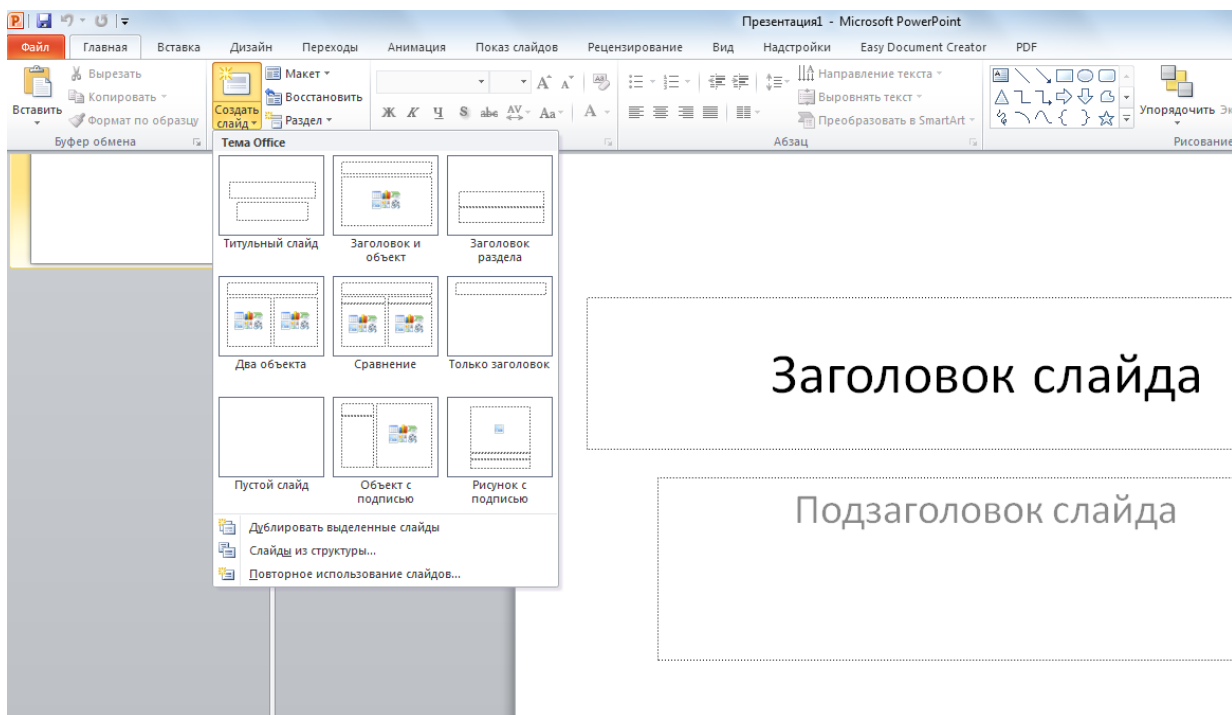 Презентация1 - Microsoft PowerPoint
Файл Главная Вставка Дизайн Переходы Анимация Показ слайдов Рецензирование Вид Надстройки Easy Document Creator PDF
Вставить
Вырезать
Копировать
Формат по образцу
Буфер обмена
Создать слайд
Макет
Восстановить
Раздел
Ж К Ч S abc AV Aa A
Направление текста
Выровнять текст
Преобразовать в SmartArt
Абзац
Упорядочить
Рисование
Тема Office
Титульный слайд
Заголовок и объект
Заголовок раздела
Два объекта
Сравнение
Только заголовок
Пустой слайд
Объект с подписью
Рисунок с подписью
Дублировать выделенные слайды
Слайды из структуры...
Повторное использование слайдов...
Заголовок слайда
Подзаголовок слайда